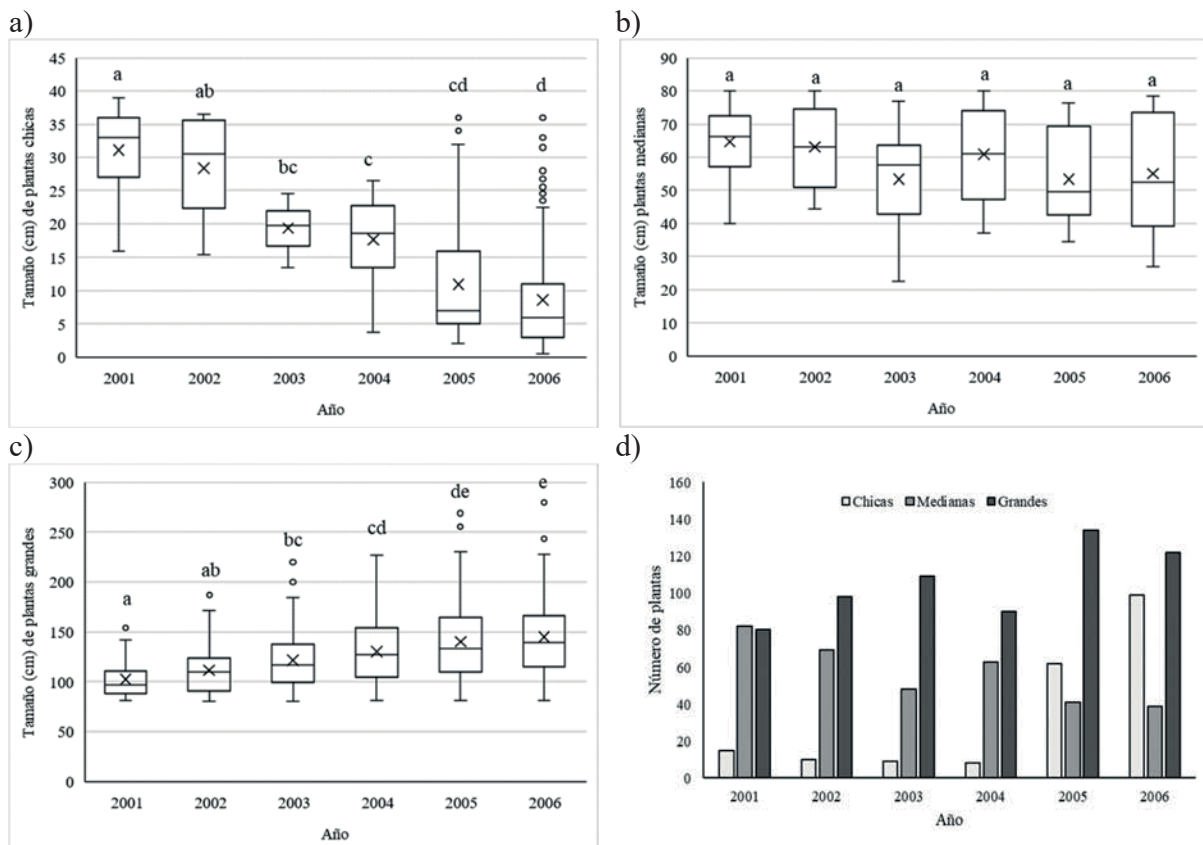 a)
Tamaño (cm) de plantas chicas
45
40
35
30
25
20
15
10
5
0
a
ab
bc
c
cd
d
2001 2002 2003 2004 2005 2006
Año
b)
Tamaño (cm) plantas medianas
90
80
70
60
50
40
30
20
10
0
a a a a a a
2001 2002 2003 2004 2005 2006
Año
c)
Tamaño (cm) de plantas grandes
300
250
200
150
100
50
0
a
ab
bc
cd
de
e
2001 2002 2003 2004 2005 2006
Año
d)
Número de plantas
160
140
120
100
80
60
40
20
0
Chicas Medianas Grandes
2001 2002 2003 2004 2005 2006
Año